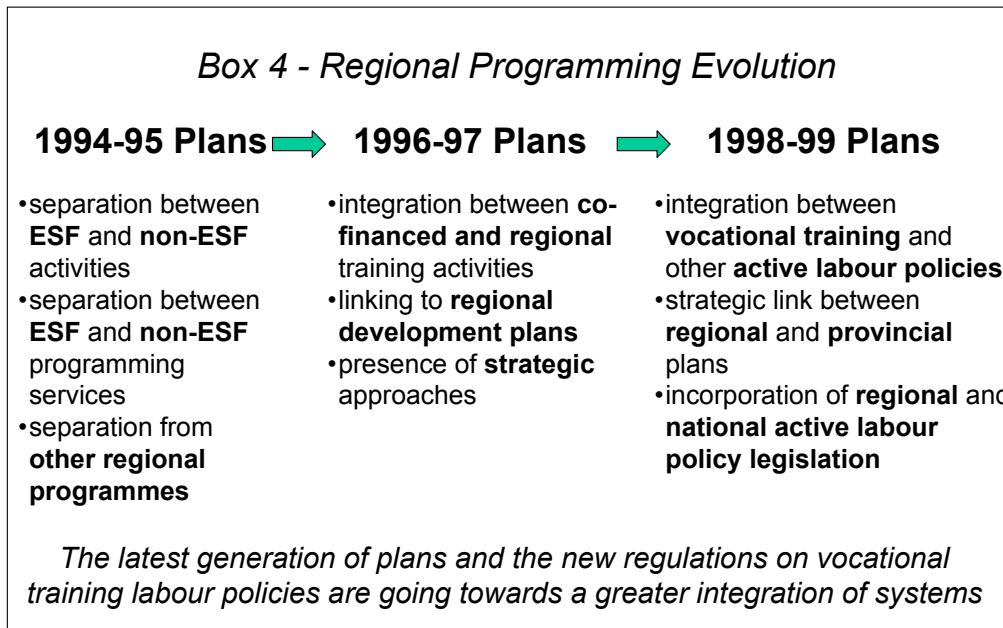 Box 4 - Regional Programming Evolution
1994-95 Plans
1996-97 Plans
1998-99 Plans
•separation between
ESF and non-ESF
activities
•separation between
ESF and non-ESF
programming
services
•separation from
other regional
programmes
•integration between co-
financed and regional
training activities
•linking to regional
development plans
•presence of strategic
approaches
•integration between
vocational training and
other active labour policies
•strategic link between
regional and provincial
plans
•incorporation of regional and
national active labour
policy legislation
The latest generation of plans and the new regulations on vocational
training labour policies are going towards a greater integration of systems